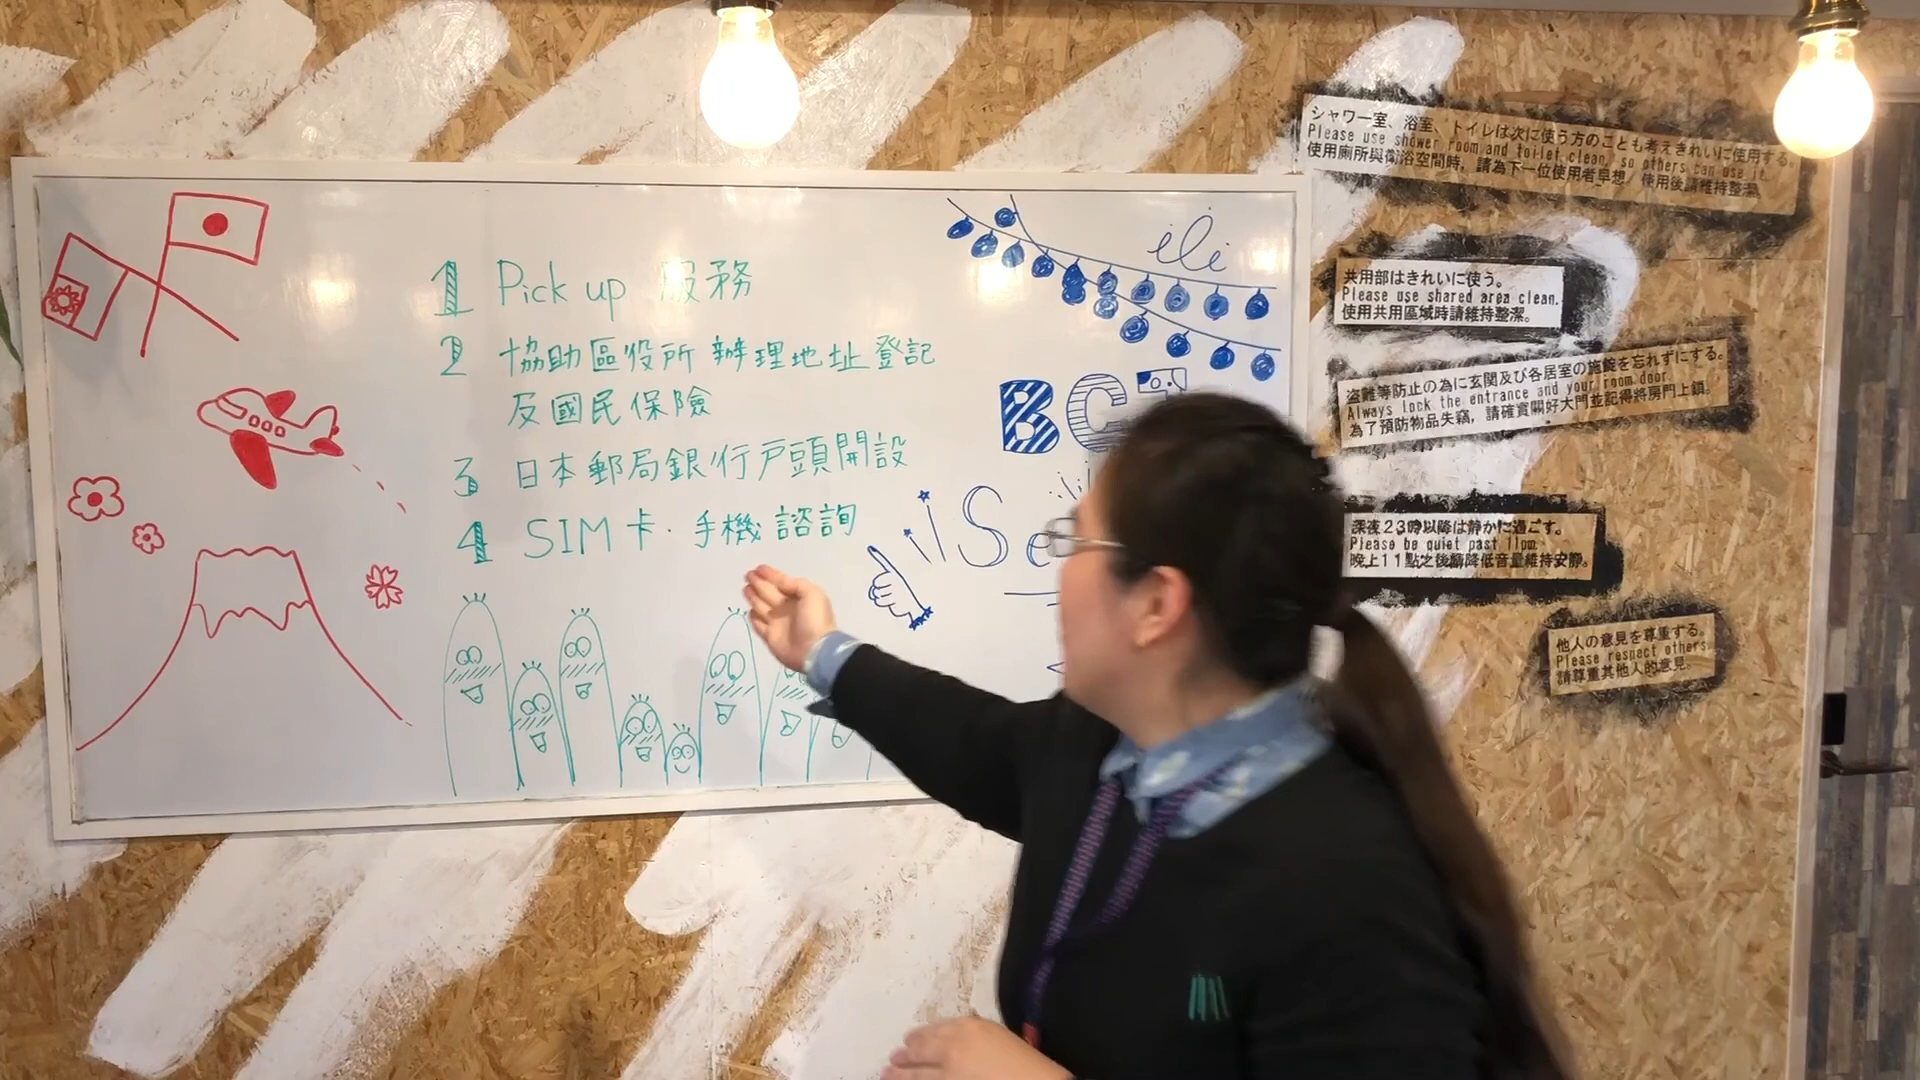 1 Pick up 服務
2 協助區役所 辦理地址登記
及國民保險
3 日本郵局銀行戶頭開設
4 SIM卡.手機諮詢
ili
BC
Se
シャワー室、浴室、トイレは次に使う方のことも考えきれいに使用する。
Please use shower room and toilet clean, so others can use it.
使用廁所與衛浴空間時，請為下一位使用者早想/使用後請維持整潔
共用部はきれいに使う。
Please use shared area clean.
使用共用區域時請維持整潔。
盗難等防止の為に玄関及び各居室の施錠を忘れずにする。
Always lock the entrance and your room door.
為了預防物品失竊，請確實關好大門並記得將房門上鎖。
深夜23時以降は静かに過ごす。
Please be quiet past 11pm.
晚上11點之後請降低音量維持安靜。
他人の意見を尊重する。
Please respect others
請尊重其他人的意見.